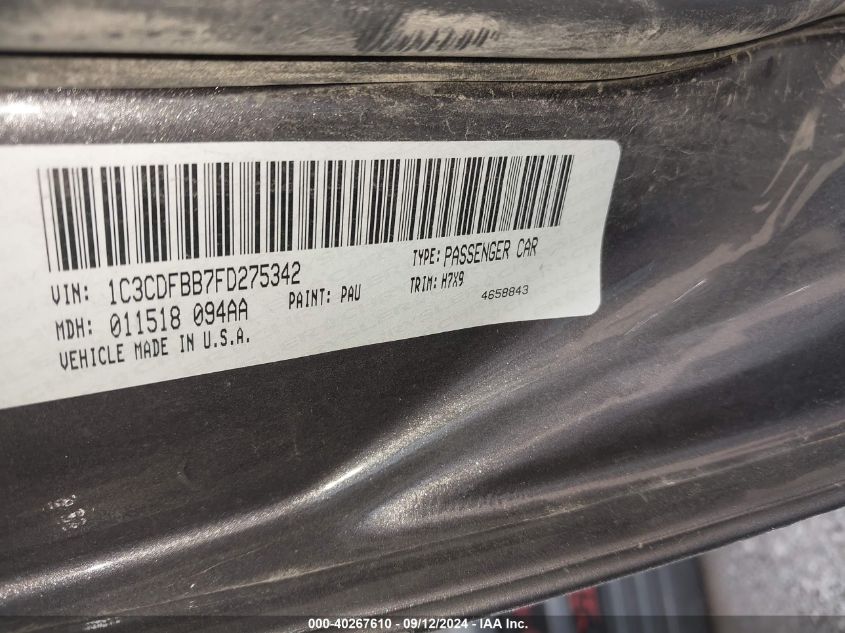 VIN: 1C3CDFBB7FD275342
TYPE: PASSENGER CAR
MDH: 011518 094AA
PAINT: PAU
TRIM: H7X9
4658843
VEHICLE MADE IN U.S.A.
000-40267610 - 09/12/2024 - IAA Inc.